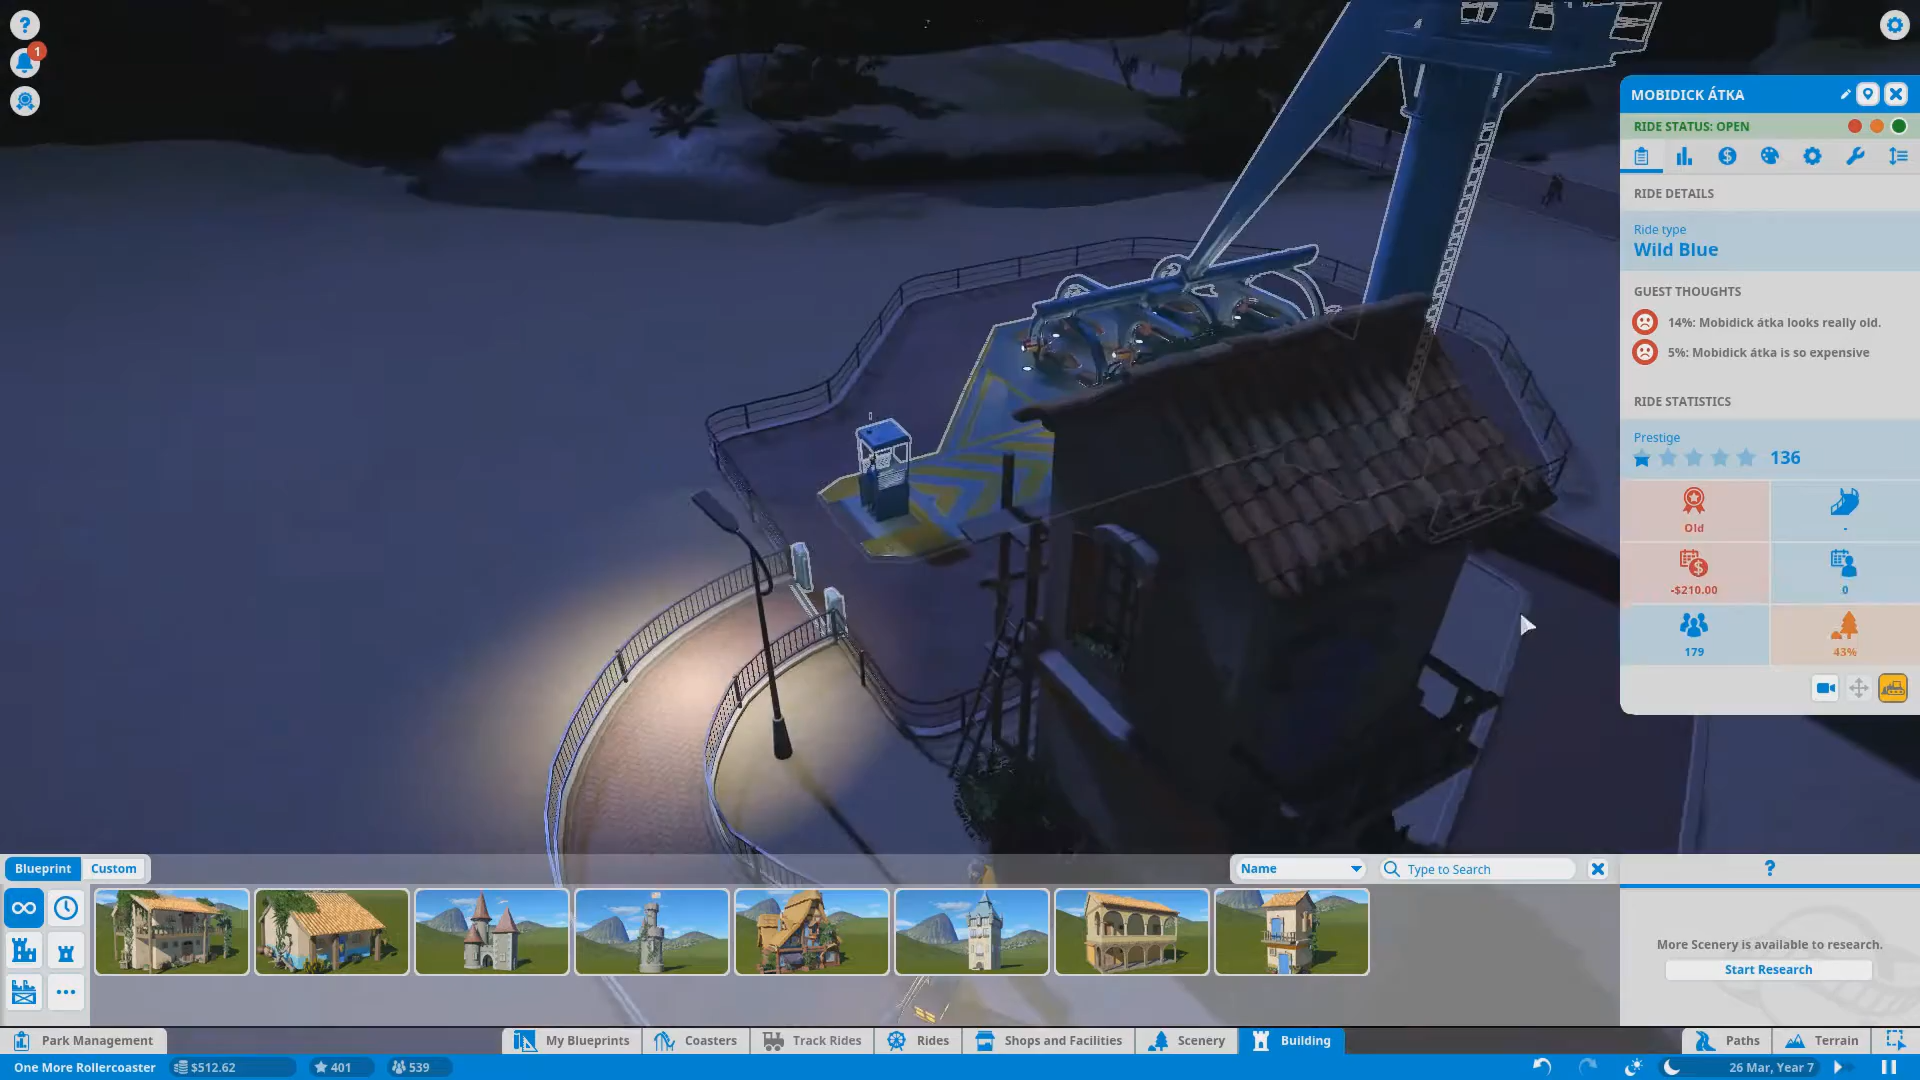 ?
1
MOBIDICK ÁTKA
RIDE STATUS: OPEN
RIDE DETAILS
Ride type
Wild Blue
GUEST THOUGHTS
14%: Mobidick átka looks really old.
5%: Mobidick átka is so expensive
RIDE STATISTICS
Prestige
136
Old
-
-$210.00
0
179
43%
Blueprint
Custom
Name
Type to Search
?
More Scenery is available to research.
Start Research
Park Management
My Blueprints
Coasters
Track Rides
Rides
Shops and Facilities
Scenery
Building
Paths
Terrain
One More Rollercoaster
$512.62
401
539
26 Mar, Year 7